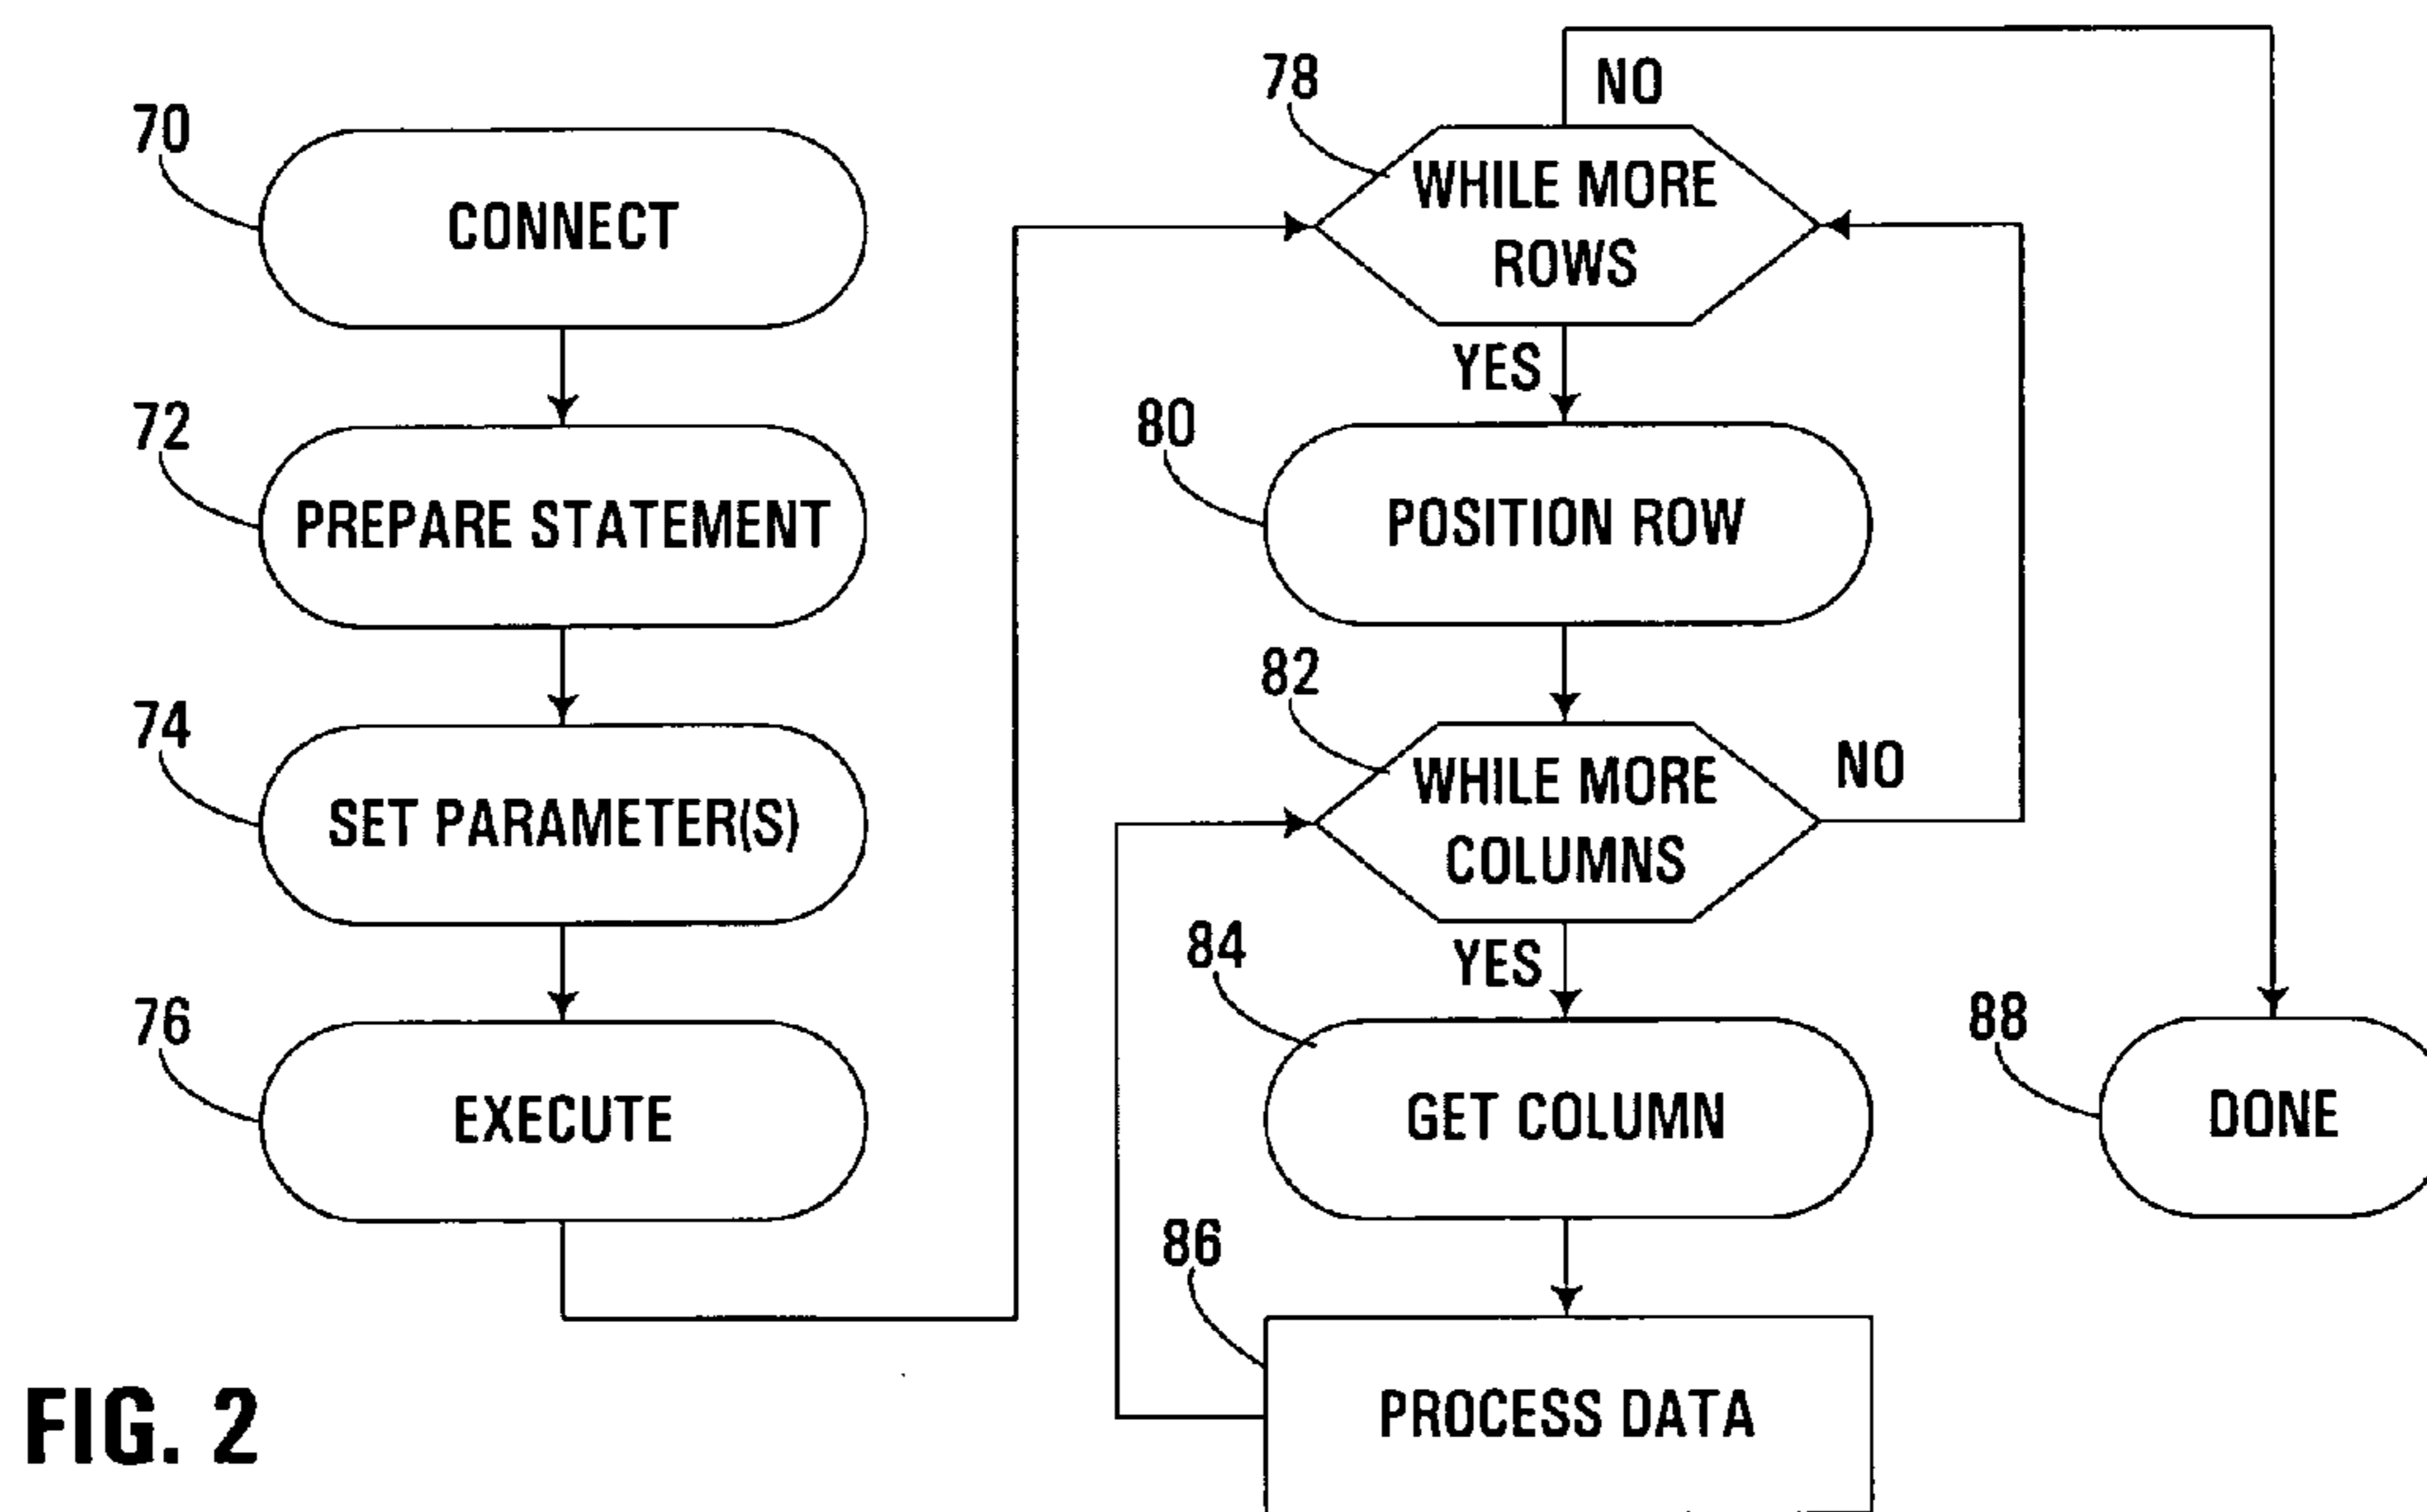 70
CONNECT
72
PREPARE STATEMENT
74
SET PARAMETER(S)
76
EXECUTE
78
NO
WHILE MORE
ROWS
YES
80
POSITION ROW
82
WHILE MORE
COLUMNS
NO
YES
84
GET COLUMN
86
PROCESS DATA
88
DONE
FIG. 2